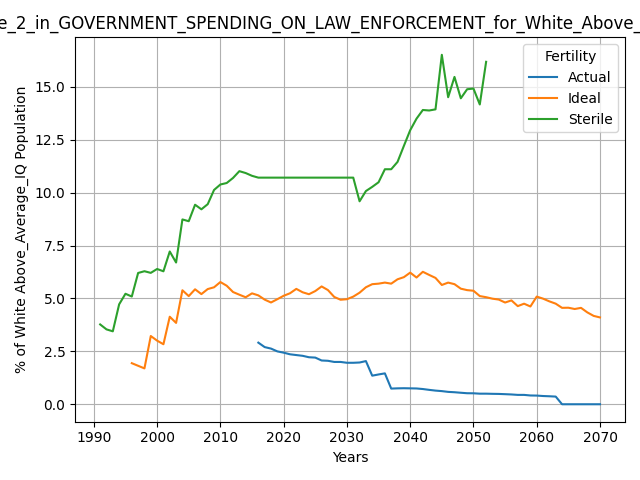 e_2_in_GOVERNMENT_SPENDING_ON_LAW_ENFORCEMENT_for_White_Above_
Fertility
Actual
Ideal
Sterile
% of White Above_Average_IQ Population
15.0
12.5
10.0
7.5
5.0
2.5
0.0
1990 2000 2010 2020 2030 2040 2050 2060 2070
Years